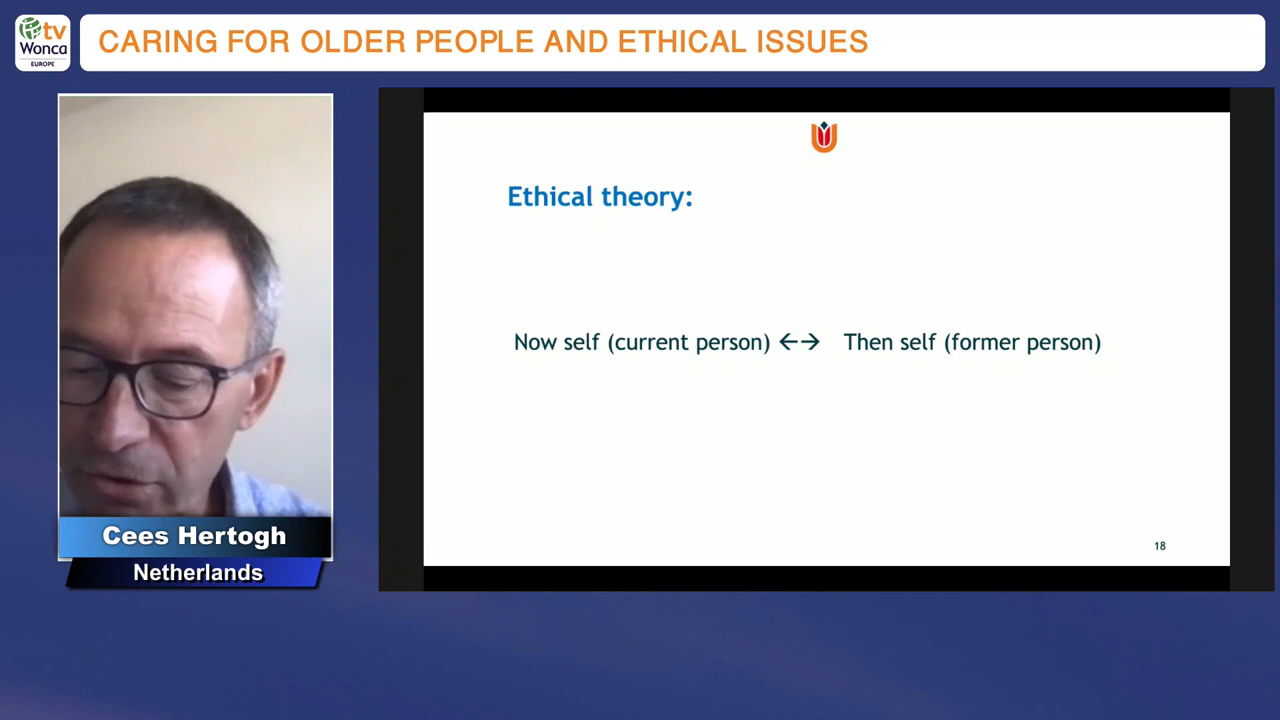 tv
Wonca
EUROPE
CARING FOR OLDER PEOPLE AND ETHICAL ISSUES
Ethical theory:
Now self (current person) ←→ Then self (former person)
18
Cees Hertogh
Netherlands